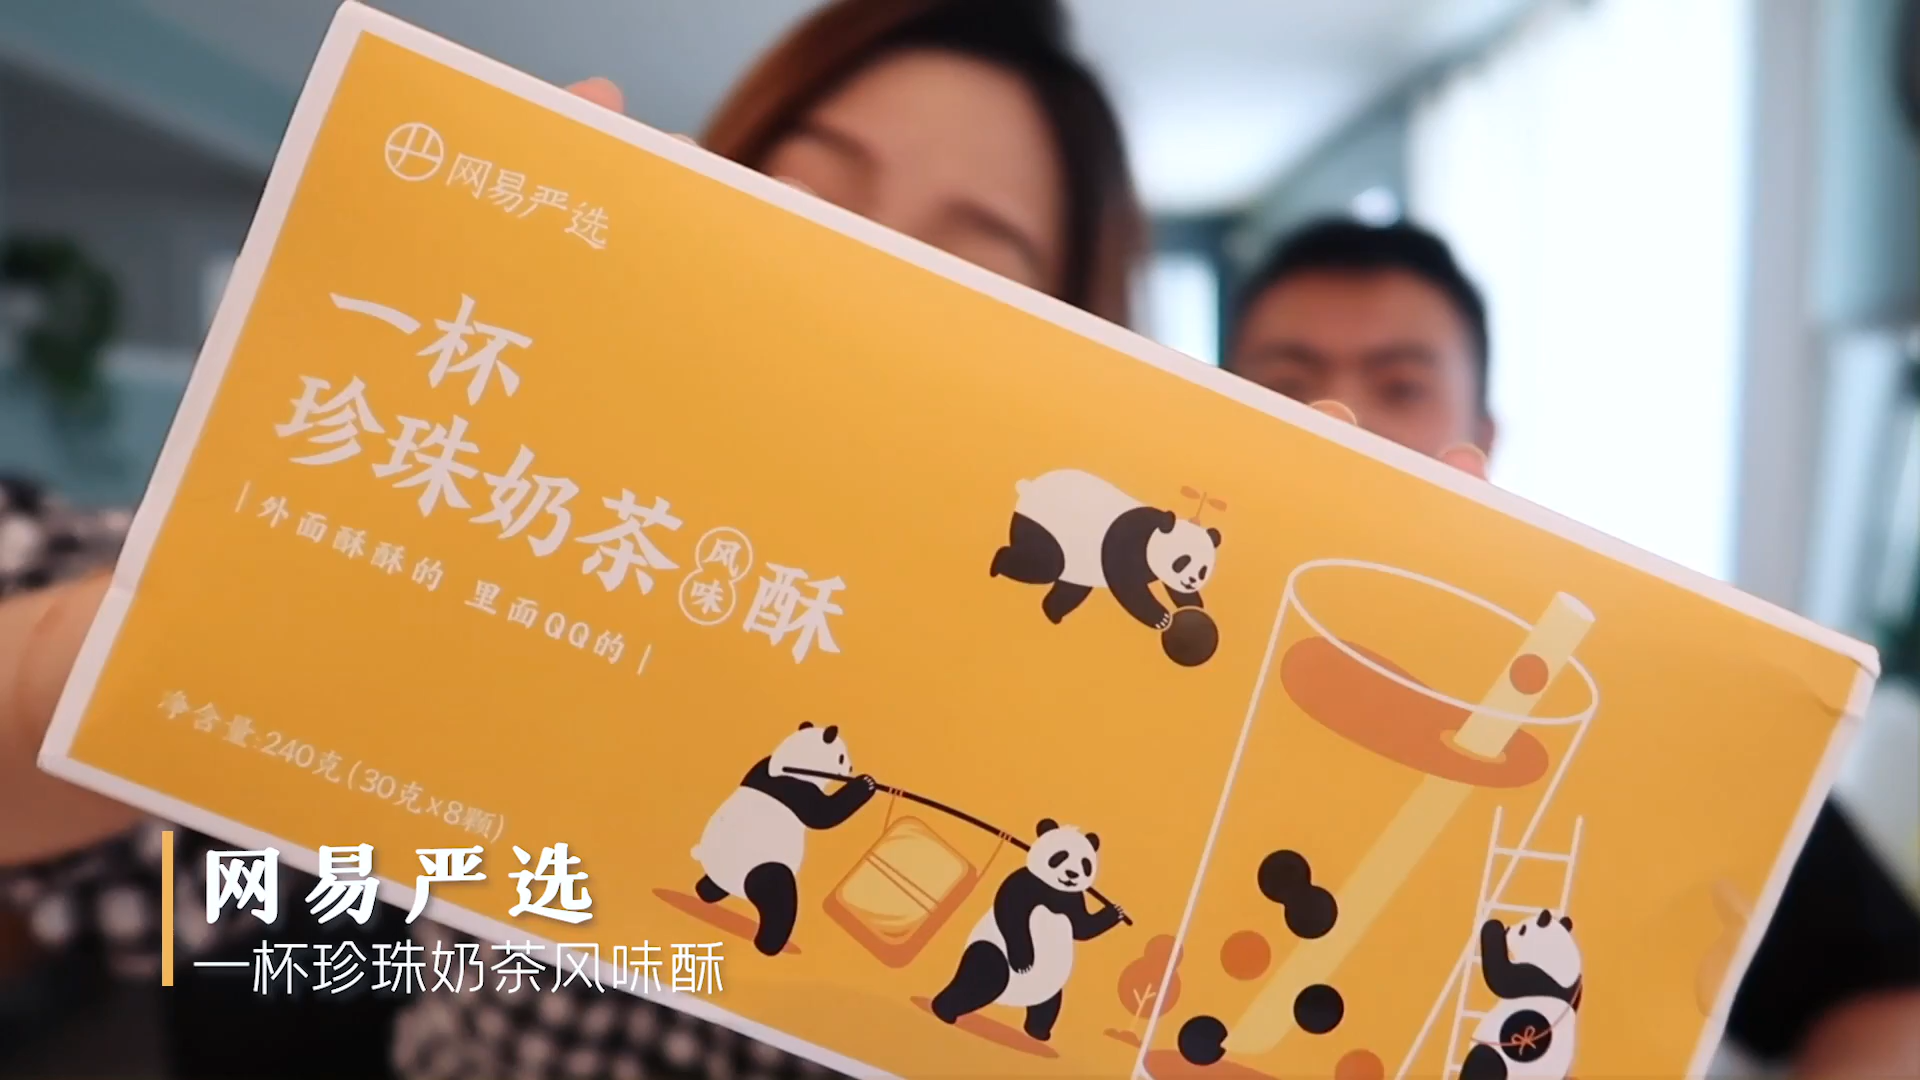 网易严选
一杯
珍珠奶茶风味酥
|外面酥酥的 里面QQ的|
净含量:240克(30克x8颗)
网易严选
一杯珍珠奶茶风味酥